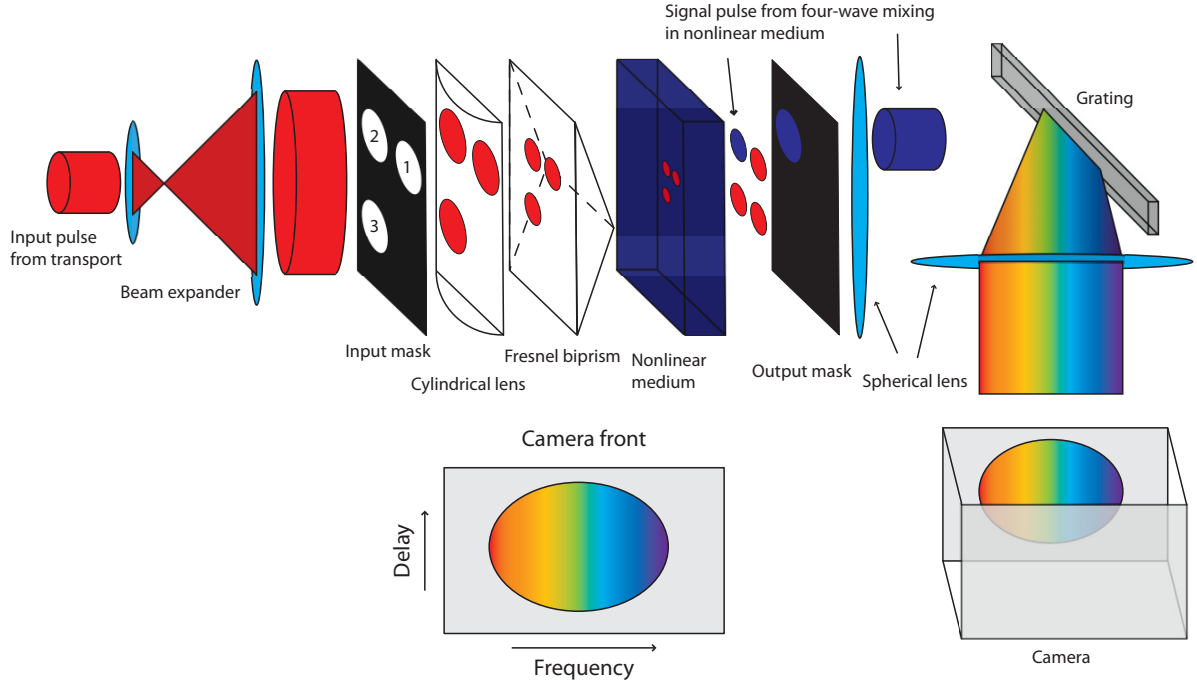 Signal pulse from four-wave mixing
in nonlinear medium
Grating
2
1
3
Input pulse
from transport
Beam expander
Input mask
Cylindrical lens
Fresnel biprism
Nonlinear
medium
Output mask
Spherical lens
Camera front
Delay
Frequency
Camera